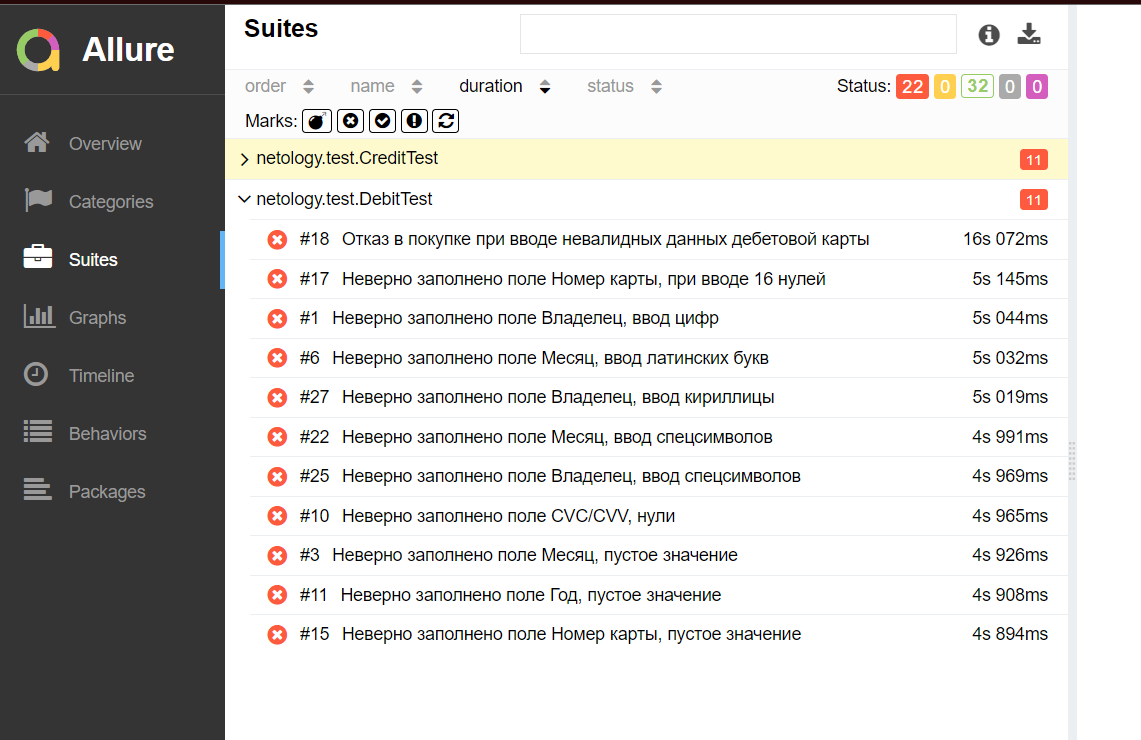 Allure
Overview
Categories
Suites
Graphs
Timeline
Behaviors
Packages
Suites
order name duration status Status: 22 0 32 0 0
Marks:
netology.test.CreditTest 11
netology.test.DebitTest 11
#18 Отказ в покупке при вводе невалидных данных дебетовой карты 16s 072ms
#17 Неверно заполнено поле Номер карты, при вводе 16 нулей 5s 145ms
#1 Неверно заполнено поле Владелец, ввод цифр 5s 044ms
#6 Неверно заполнено поле Месяц, ввод латинских букв 5s 032ms
#27 Неверно заполнено поле Владелец, ввод кириллицы 5s 019ms
#22 Неверно заполнено поле Месяц, ввод спецсимволов 4s 991ms
#25 Неверно заполнено поле Владелец, ввод спецсимволов 4s 969ms
#10 Неверно заполнено поле CVC/CVV, нули 4s 965ms
#3 Неверно заполнено поле Месяц, пустое значение 4s 926ms
#11 Неверно заполнено поле Год, пустое значение 4s 908ms
#15 Неверно заполнено поле Номер карты, пустое значение 4s 894ms